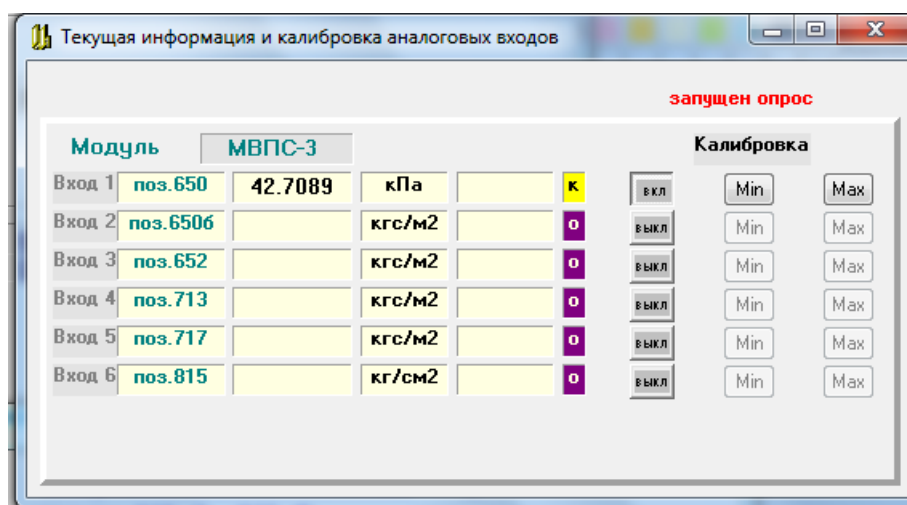 Текущая информация и калибровка аналоговых входов
запущен опрос
Модуль МВПС-3 Калибровка
Вход 1 поз.650 42.7089 кПа к вкл Min Max
Вход 2 поз.650б кгс/м2 о выкл Min Max
Вход 3 поз.652 кгс/м2 о выкл Min Max
Вход 4 поз.713 кгс/м2 о выкл Min Max
Вход 5 поз.717 кгс/м2 о выкл Min Max
Вход 6 поз.815 кг/см2 о выкл Min Max